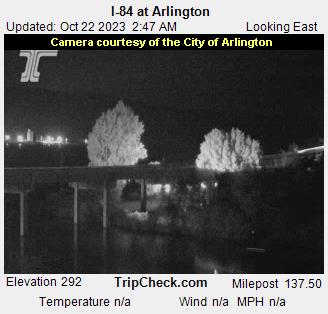 I-84 at Arlington
Updated: Oct 22 2023 2:47 AM Looking East
Camera courtesy of the City of Arlington
Elevation 292 TripCheck.com Milepost 137.50
Temperature n/a Wind n/a MPH n/a